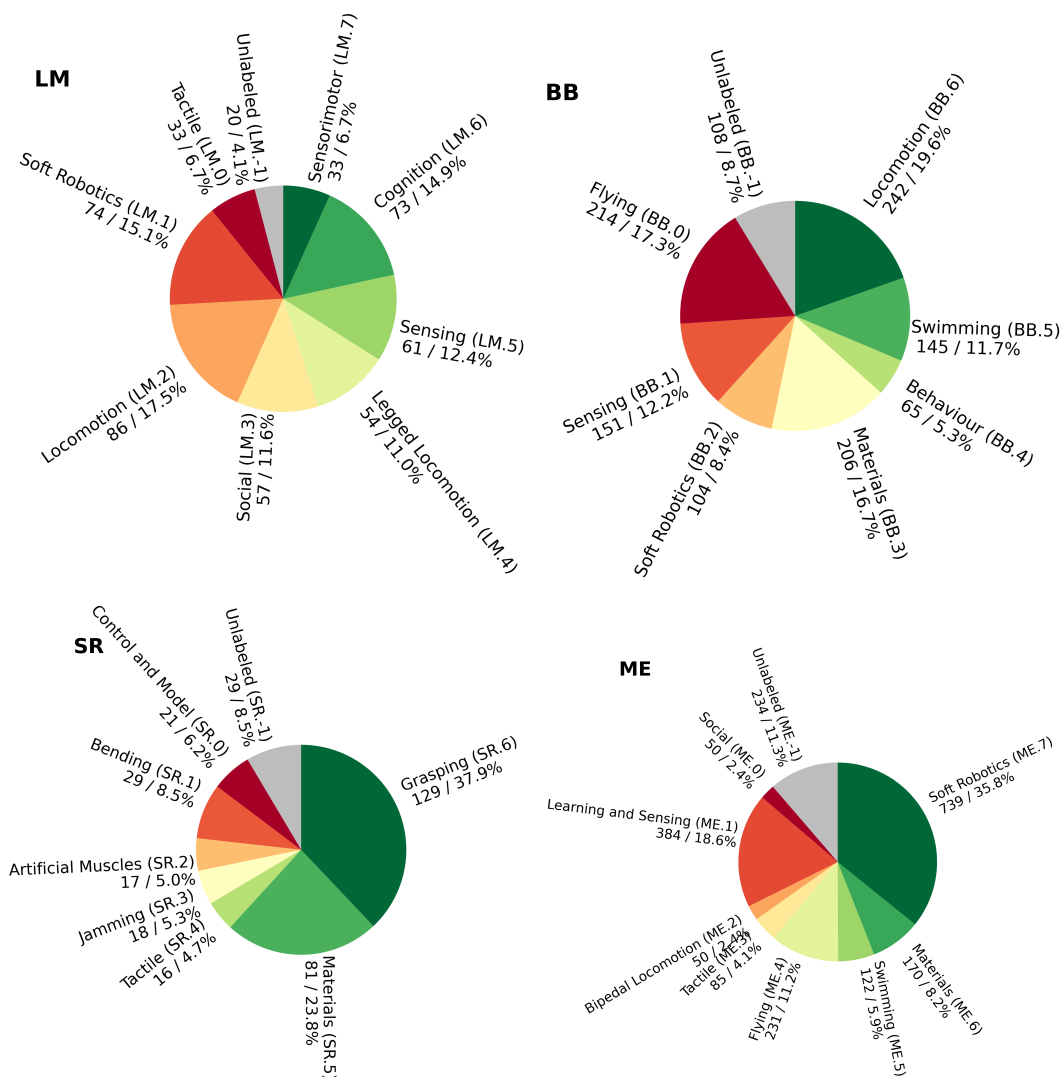 LM
Unlabeled (LM.-1)
20 / 4.1%
Sensorimotor (LM.7)
33 / 6.7%
Cognition (LM.6)
73 / 14.9%
Sensing (LM.5)
61 / 12.4%
Legged Locomotion (LM.4)
54 / 11.0%
Social (LM.3)
57 / 11.6%
Locomotion (LM.2)
86 / 17.5%
Soft Robotics (LM.1)
74 / 15.1%
Tactile (LM.0)
33 / 6.7%
BB
Unlabeled (BB.-1)
108 / 8.7%
Locomotion (BB.6)
242 / 19.6%
Swimming (BB.5)
145 / 11.7%
Behaviour (BB.4)
65 / 5.3%
Materials (BB.3)
206 / 16.7%
Soft Robotics (BB.2)
104 / 8.4%
Sensing (BB.1)
151 / 12.2%
Flying (BB.0)
214 / 17.3%
SR
Unlabeled (SR.-1)
29 / 8.5%
Grasping (SR.6)
129 / 37.9%
Materials (SR.5
81 / 23.8%
Tactile (SR.4)
16 / 4.7%
Jamming (SR.3)
18 / 5.3%
Artificial Muscles (SR.2)
17 / 5.0%
Bending (SR.1)
29 / 8.5%
Control and Model (SR.0)
21 / 6.2%
ME
Unlabeled (ME.-1)
234 / 11.3%
Soft Robotics (ME.7)
739 / 35.8%
Materials (ME.6)
170 / 8.2%
Swimming (ME.5)
122 / 5.9%
Flying (ME.4)
231 / 11.2%
Tactile (ME.3)
85 / 4.1%
Bipedal Locomotion (ME.2)
50 / 2.4%
Learning and Sensing (ME.1)
384 / 18.6%
Social (ME.0)
50 / 2.4%